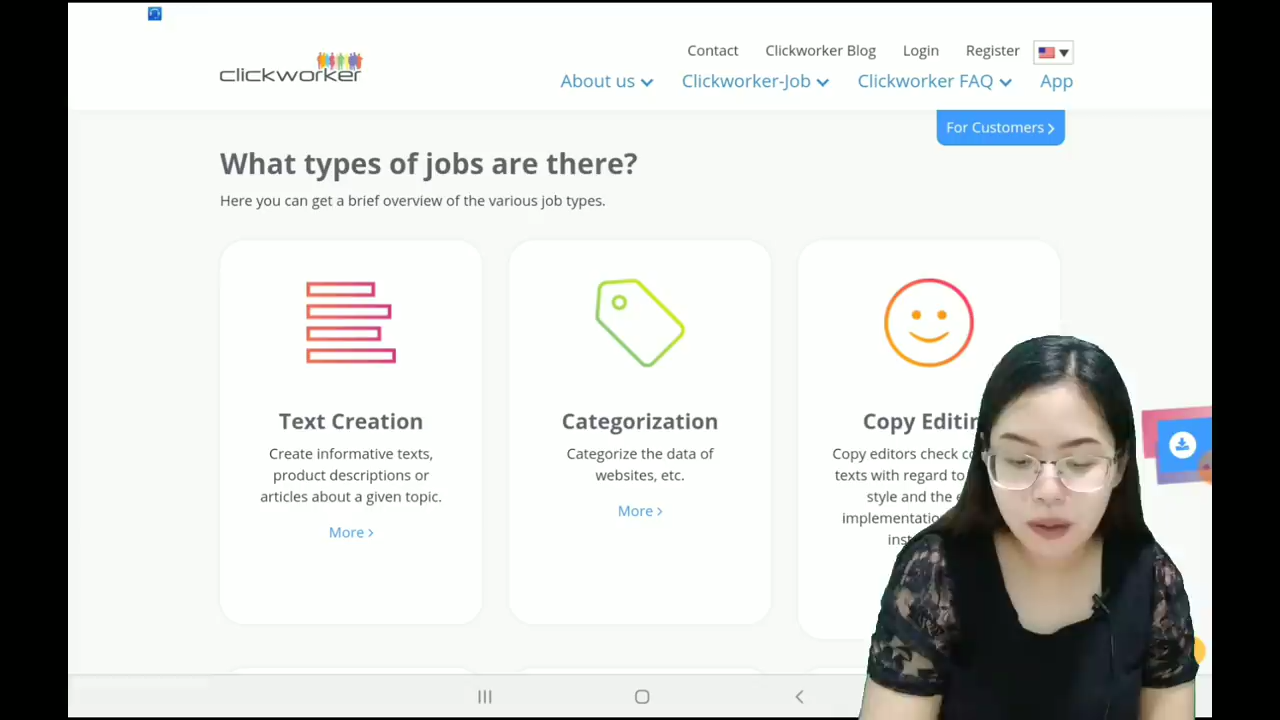 Contact Clickworker Blog Login Register
clickworker
About us Clickworker-Job Clickworker FAQ App
For Customers
What types of jobs are there?
Here you can get a brief overview of the various job types.
Text Creation
Create informative texts,
product descriptions or
articles about a given topic.
More
Categorization
Categorize the data of
websites, etc.
More
Copy
Copy editors check
texts with regard to
style and the